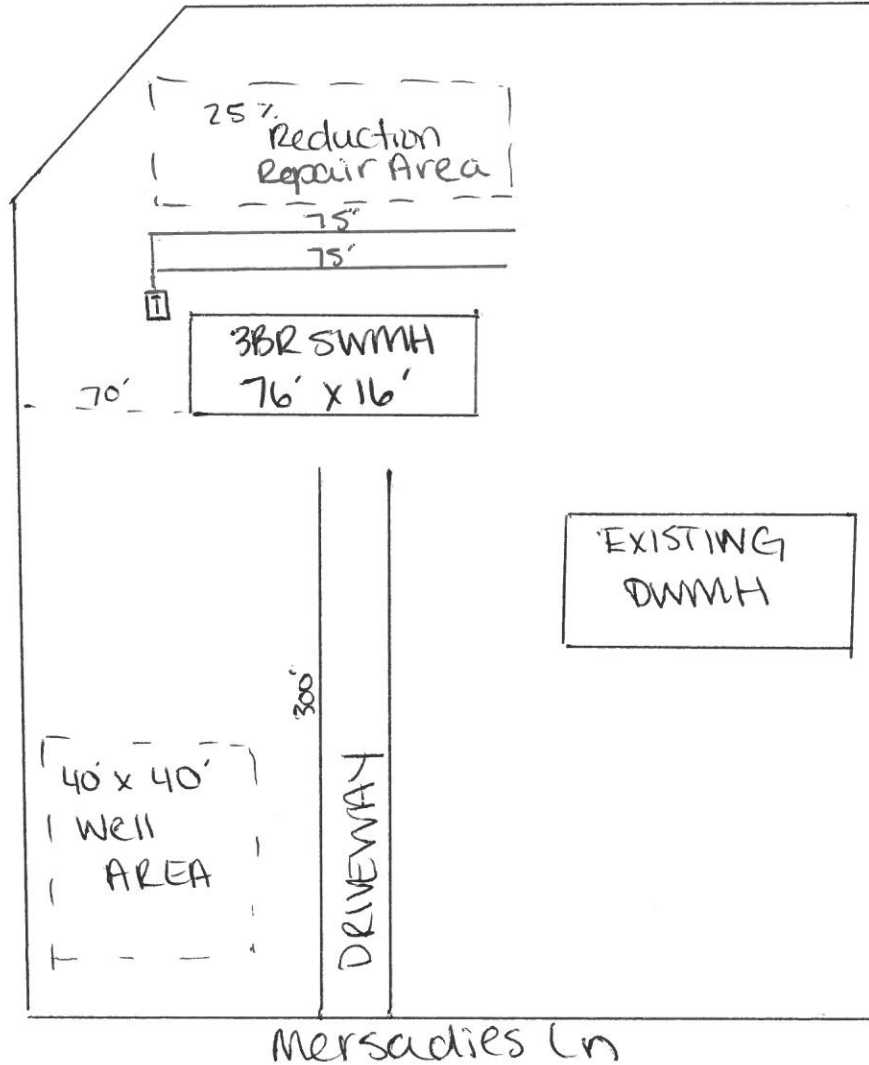 25%
Reduction
Repair Area
75'
75'
T
3BR SWMH
76' x 16'
70'
EXISTING
DWMH
300'
DRIVEWAY
40' x 40'
Well
AREA
Mersadies Ln